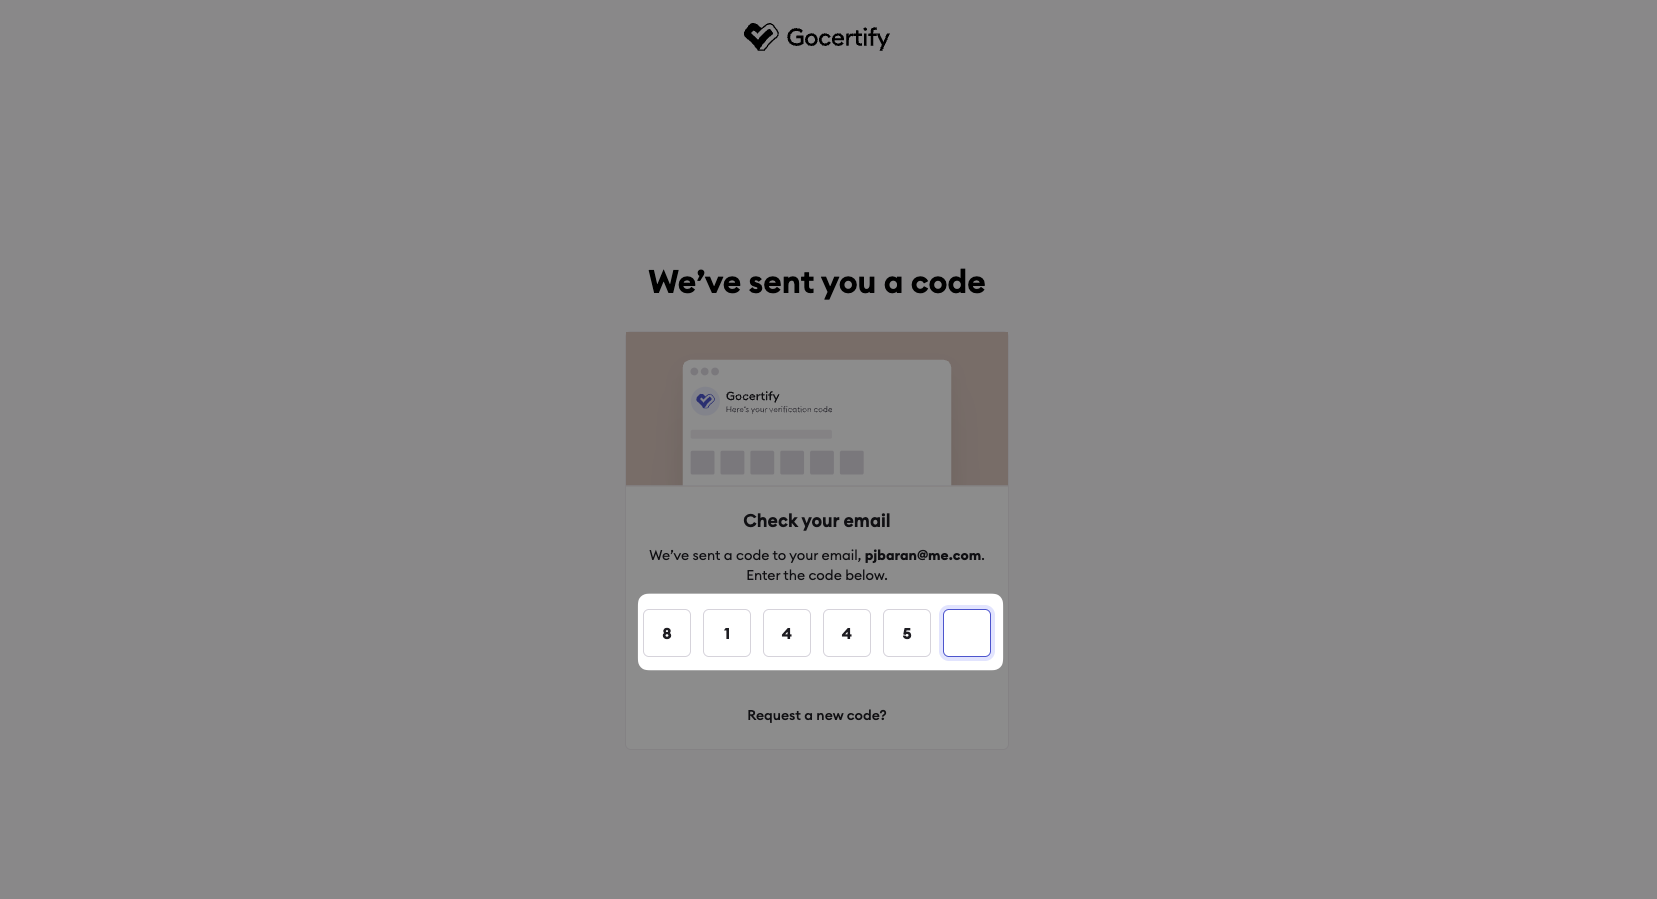 Gocertify
We’ve sent you a code
Gocertify
Here's your verification code
Check your email
We’ve sent a code to your email, pjbaran@me.com.
Enter the code below.
8 1 4 4 5
Request a new code?